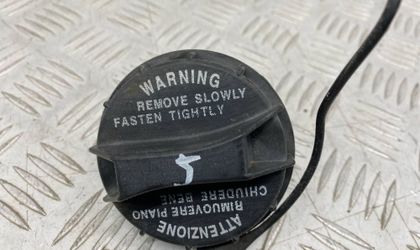 WARNING
REMOVE SLOWLY
FASTEN TIGHTLY
5
ATTENZIONE
RIMUOVERE PIANO
CHIUDERE BENE